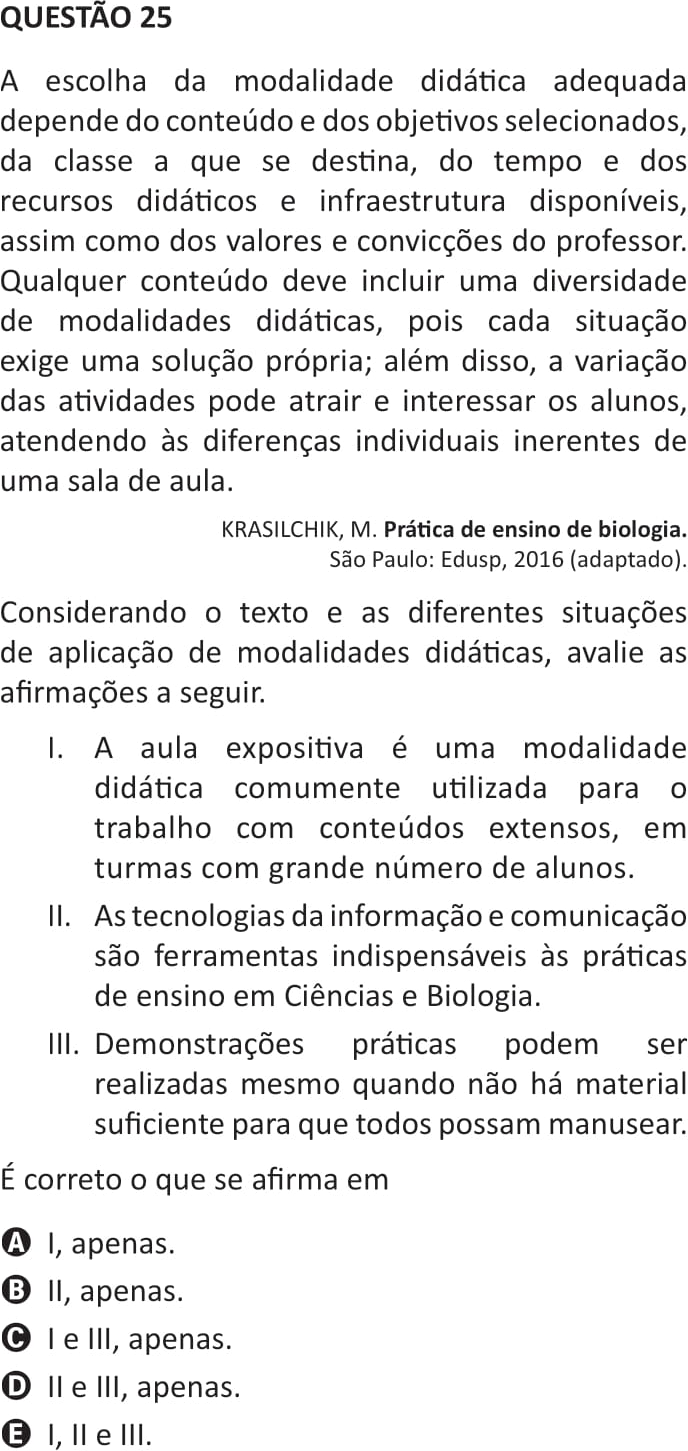 QUESTÃO 25
A escolha da modalidade didática adequada
depende do conteúdo e dos objetivos selecionados,
da classe a que se destina, do tempo e dos
recursos didáticos e infraestrutura disponíveis,
assim como dos valores e convicções do professor.
Qualquer conteúdo deve incluir uma diversidade
de modalidades didáticas, pois cada situação
exige uma solução própria; além disso, a variação
das atividades pode atrair e interessar os alunos,
atendendo às diferenças individuais inerentes de
uma sala de aula.
KRASILCHIK, M. Prática de ensino de biologia.
São Paulo: Edusp, 2016 (adaptado).
Considerando o texto e as diferentes situações
de aplicação de modalidades didáticas, avalie as
afirmações a seguir.
I. A aula expositiva é uma modalidade
didática comumente utilizada para o
trabalho com conteúdos extensos, em
turmas com grande número de alunos.
II. As tecnologias da informação e comunicação
são ferramentas indispensáveis às práticas
de ensino em Ciências e Biologia.
III. Demonstrações práticas podem ser
realizadas mesmo quando não há material
suficiente para que todos possam manusear.
É correto o que se afirma em
A I, apenas.
B II, apenas.
C I e III, apenas.
D II e III, apenas.
E I, II e III.